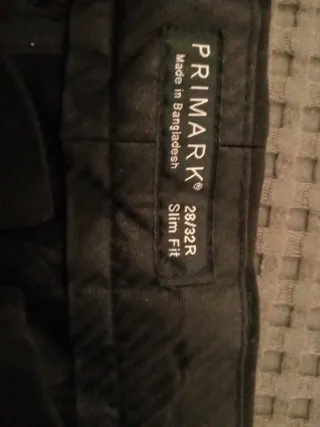 PRIMARK®
Made in Bangladesh
28/32R
Slim Fit